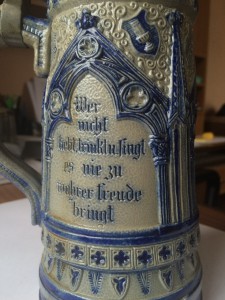 Wer
nicht
liebt, trinkt u. singt
es nie zu
wahrer Freude
bringt